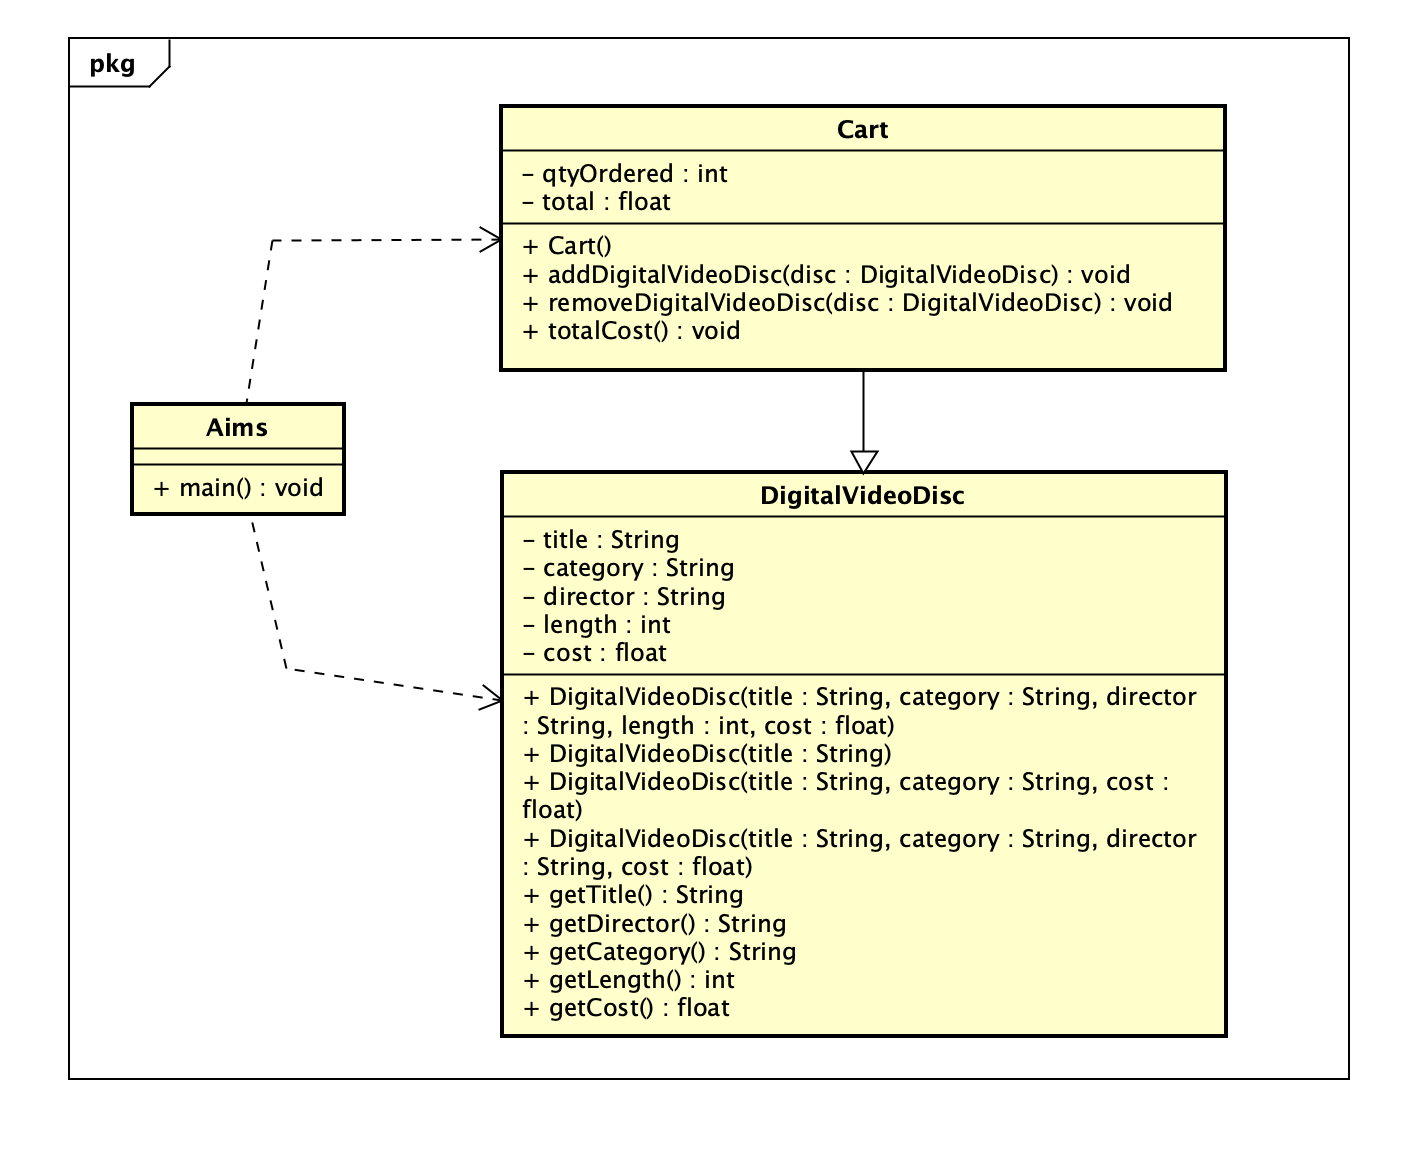 pkg
Cart
– qtyOrdered : int
– total : float
+ Cart()
+ addDigitalVideoDisc(disc : DigitalVideoDisc) : void
+ removeDigitalVideoDisc(disc : DigitalVideoDisc) : void
+ totalCost() : void
Aims
+ main() : void
DigitalVideoDisc
– title : String
– category : String
– director : String
– length : int
– cost : float
+ DigitalVideoDisc(title : String, category : String, director
: String, length : int, cost : float)
+ DigitalVideoDisc(title : String)
+ DigitalVideoDisc(title : String, category : String, cost :
float)
+ DigitalVideoDisc(title : String, category : String, director
: String, cost : float)
+ getTitle() : String
+ getDirector() : String
+ getCategory() : String
+ getLength() : int
+ getCost() : float